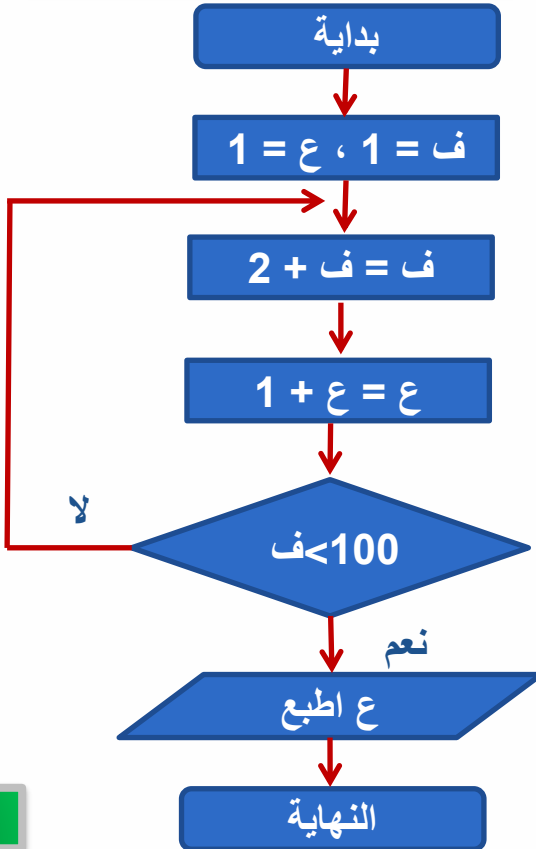 بداية
ف = 1 ، ع = 1
ف = ف + 2
ع = ع + 1
ف<100
لا
نعم
ع اطبع
النهاية